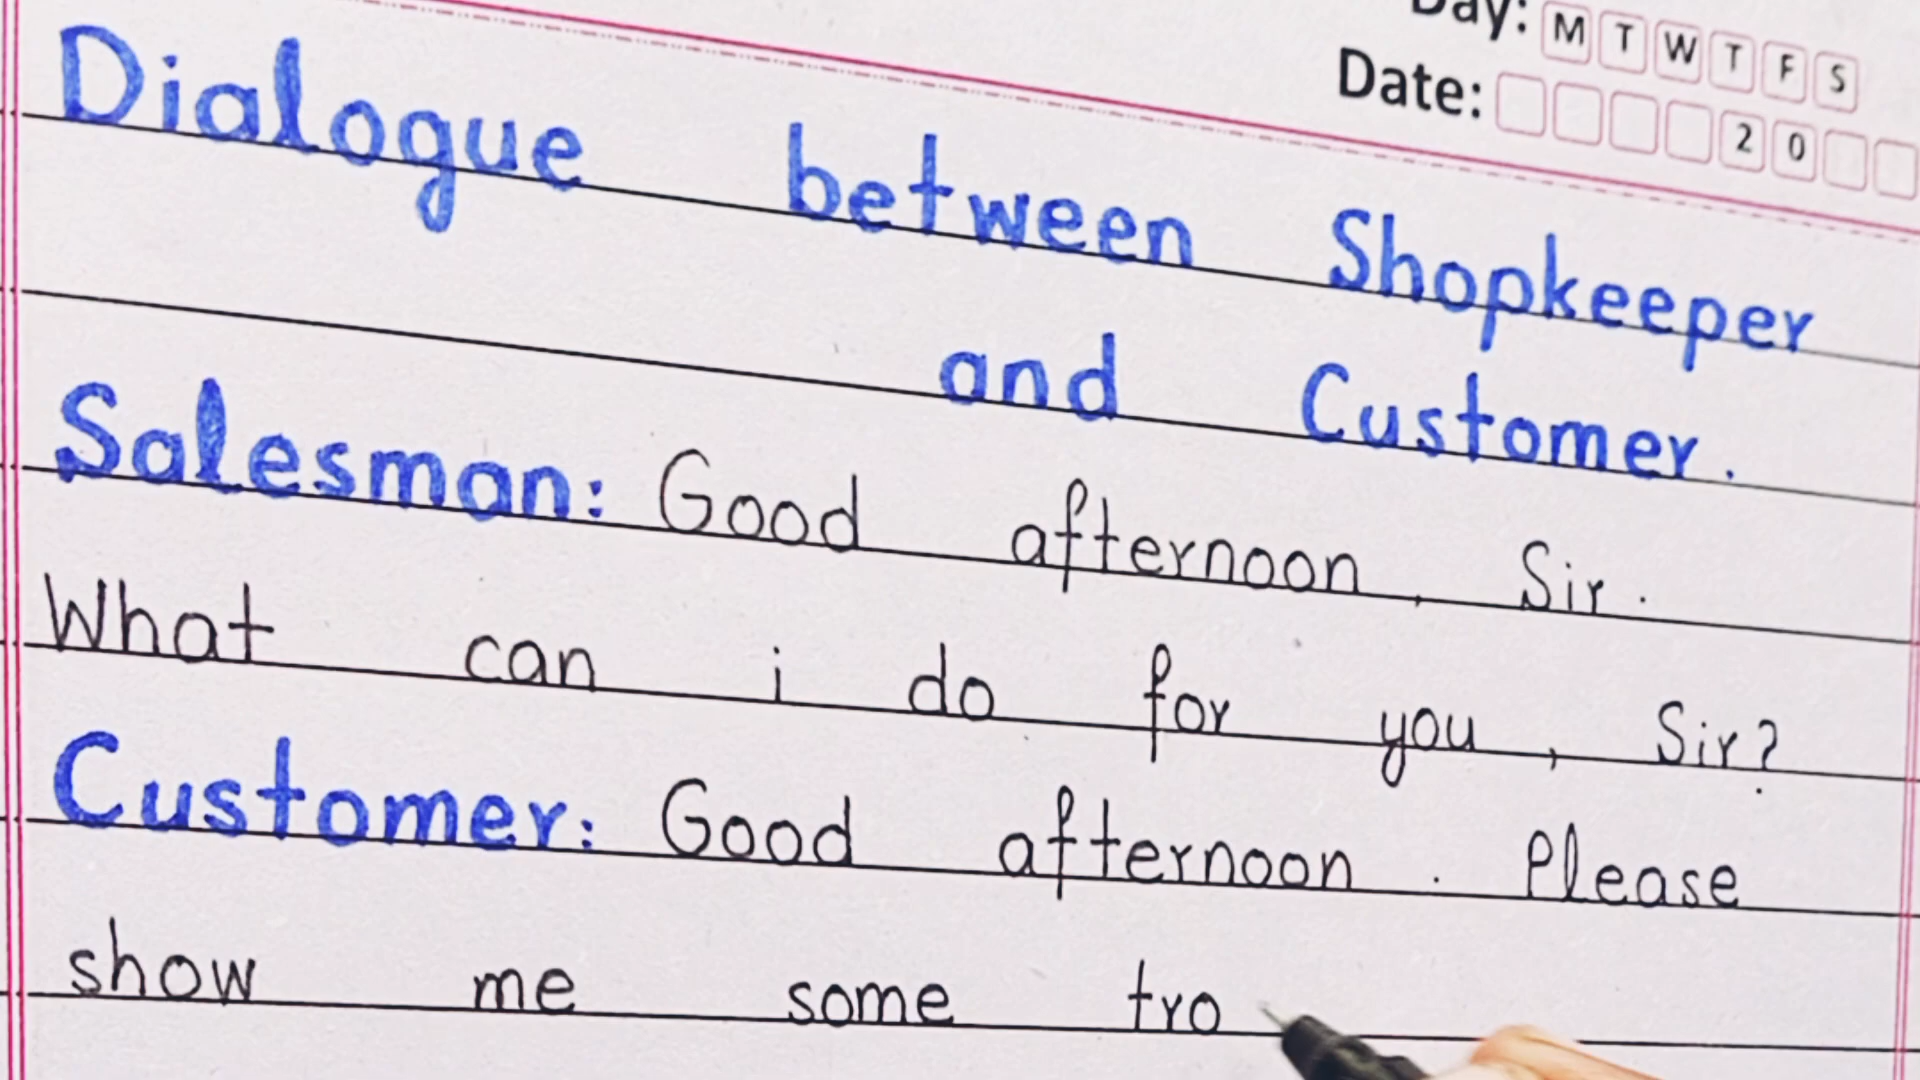 Day: M T W T F S
Date: 2 0
Dialogue between Shopkeeper
and Customer.
Salesman: Good afternoon, Sir.
What can i do for you, Sir?
Customer: Good afternoon. Please
show me some tro